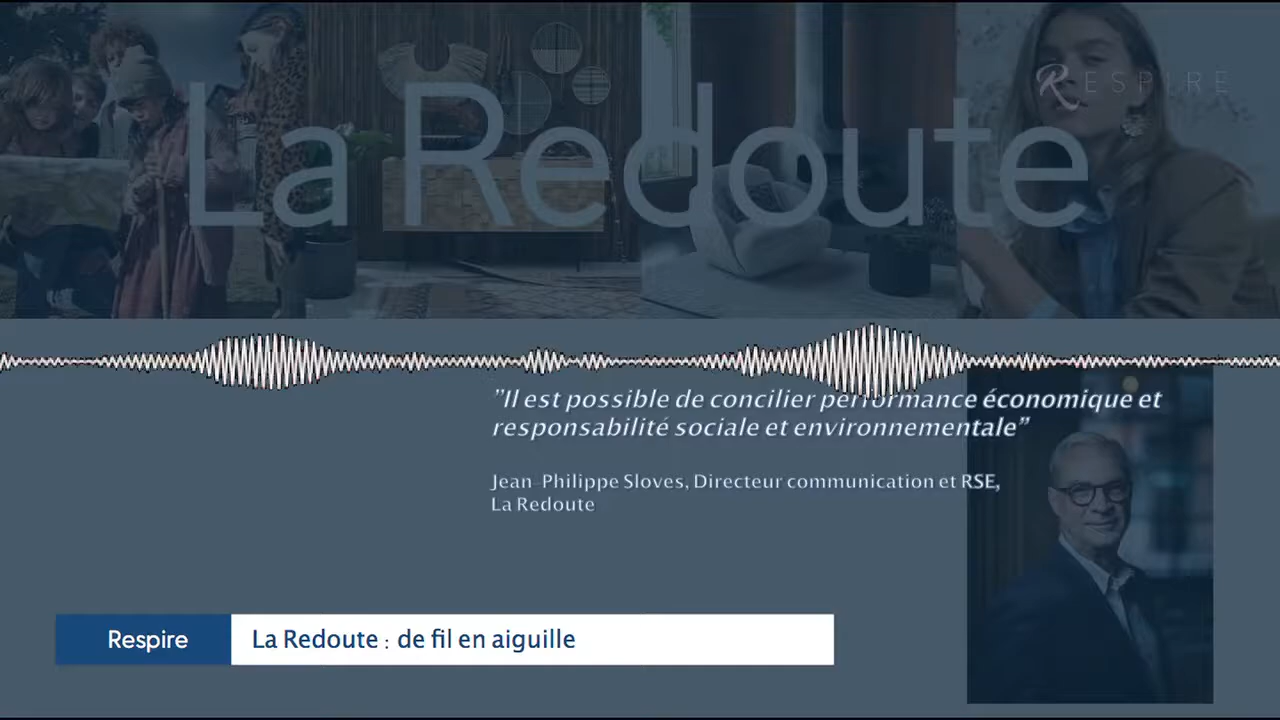 La Redoute
RESPIRE
"Il est possible de concilier performance économique et
responsabilité sociale et environnementale"
Jean-Philippe Sloves, Directeur communication et RSE,
La Redoute
Respire
La Redoute : de fil en aiguille